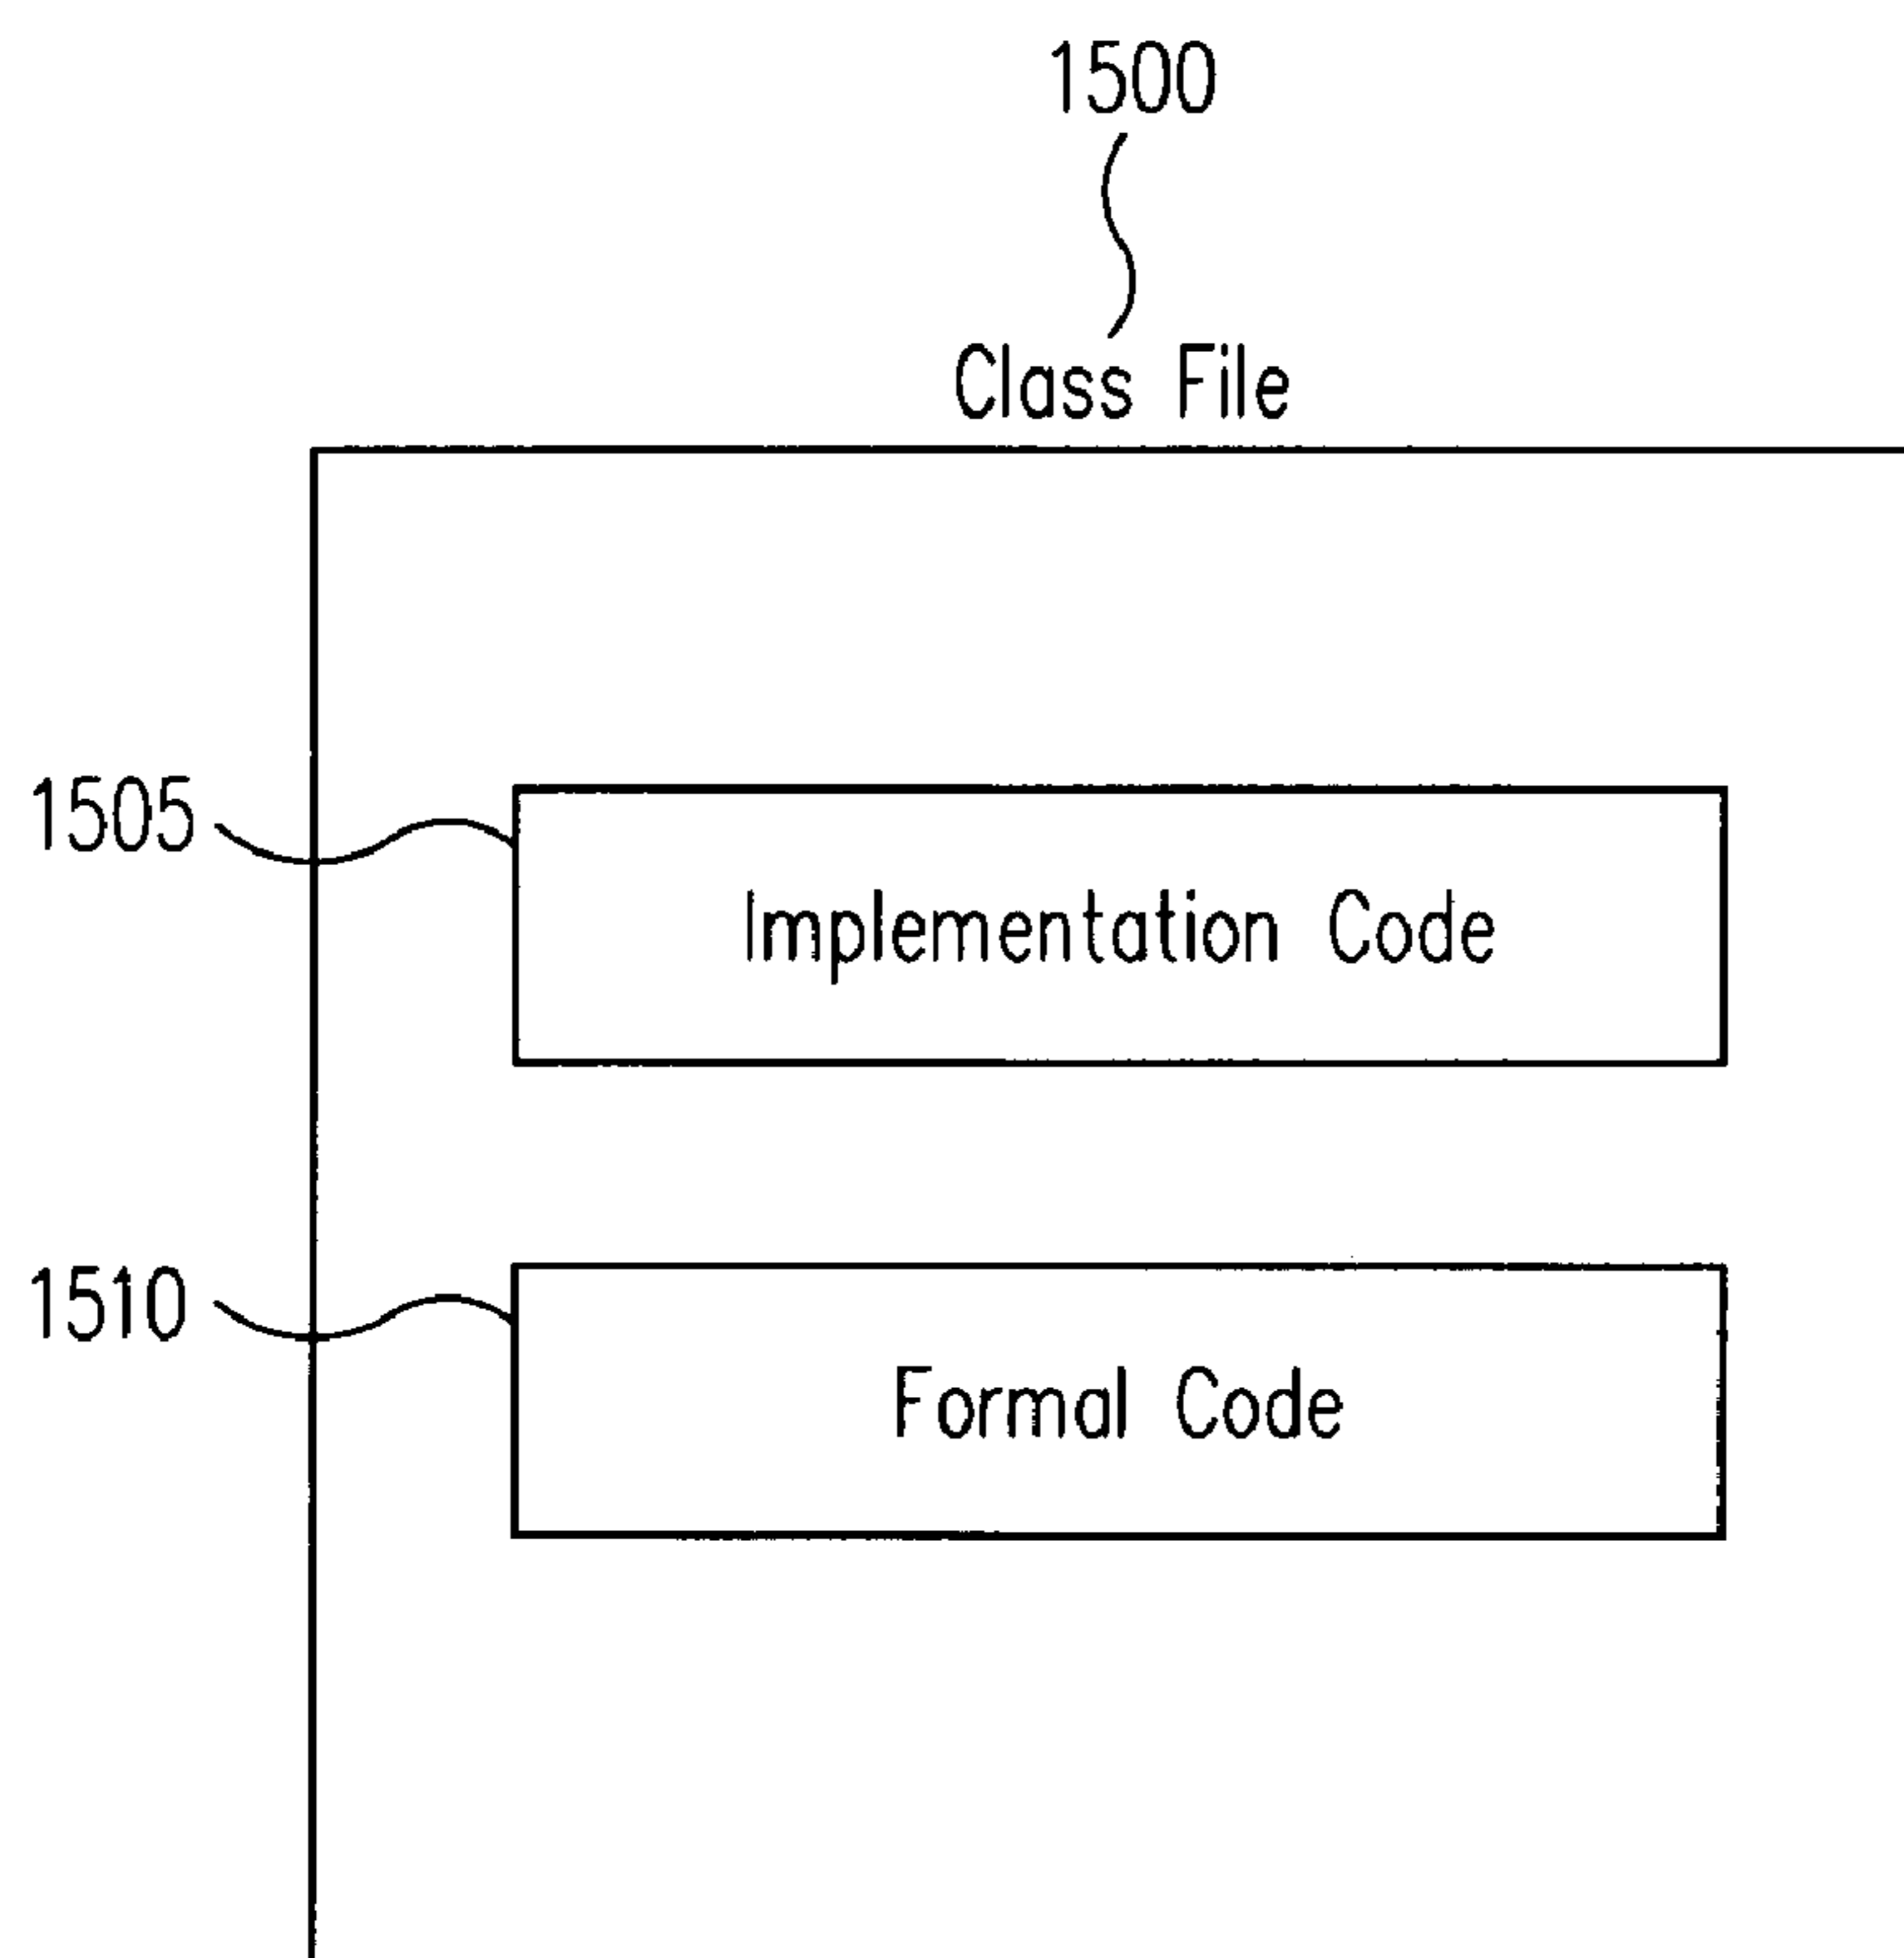 1500
Class File
1505
Implementation Code
1510
Formal Code